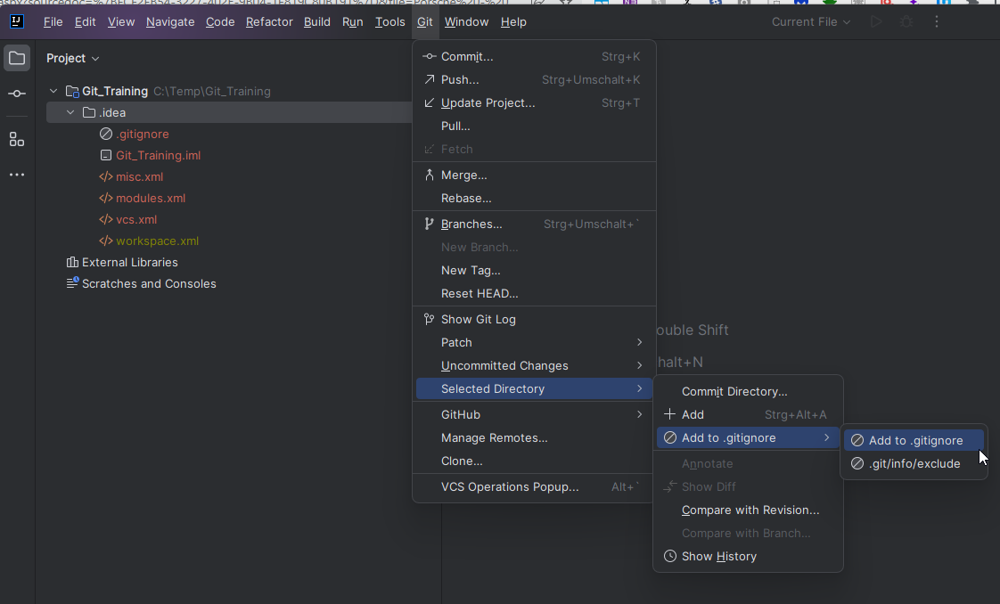 File Edit View Navigate Code Refactor Build Run Tools Git Window Help Current File
Project
Git_Training C:\Temp\Git_Training
.idea
.gitignore
Git_Training.iml
misc.xml
modules.xml
vcs.xml
workspace.xml
External Libraries
Scratches and Consoles
Commit... Strg+K
Push... Strg+Umschalt+K
Update Project... Strg+T
Pull...
Fetch
Merge...
Rebase...
Branches... Strg+Umschalt+`
New Branch...
New Tag...
Reset HEAD...
Show Git Log
Patch
Uncommitted Changes
Selected Directory
GitHub
Manage Remotes...
Clone...
VCS Operations Popup... Alt+`
ouble Shift
halt+N
Commit Directory...
Add Strg+Alt+A
Add to .gitignore
Annotate
Show Diff
Compare with Revision...
Compare with Branch...
Show History
Add to .gitignore
.git/info/exclude